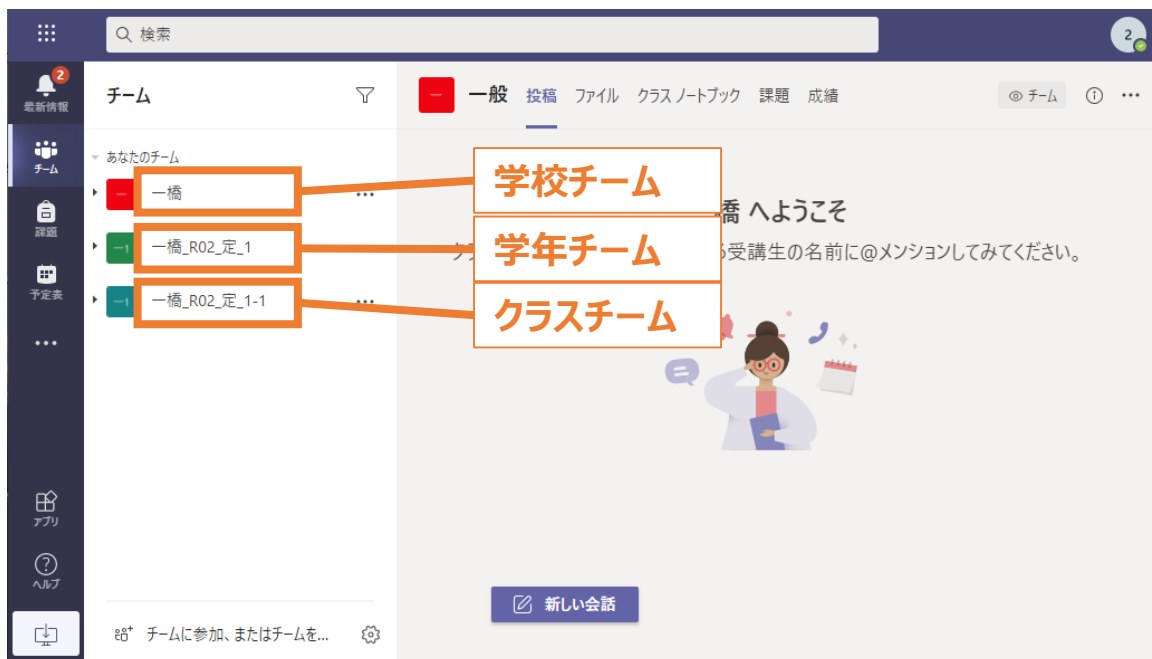 検索
2
2
最新情報
チーム
課題
予定表
アプリ
ヘルプ
チーム
あなたのチーム
一 一橋
一1 一橋_R02_定_1
一1 一橋_R02_定_1-1
チームに参加、またはチームを...
一 一般 投稿 ファイル クラス ノートブック 課題 成績 チーム
学校チーム
学年チーム
クラスチーム
橋 へようこそ
受講生の名前に@メンションしてみてください。
新しい会話